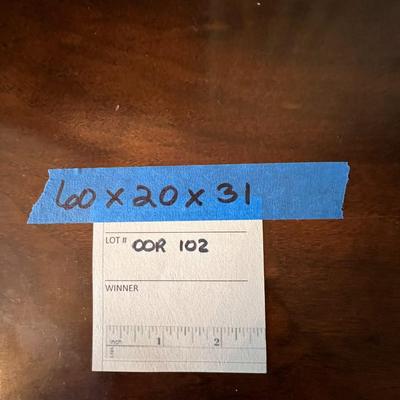 60 x 20 x 31
LOT # OOR 102
WINNER
inch 1 2